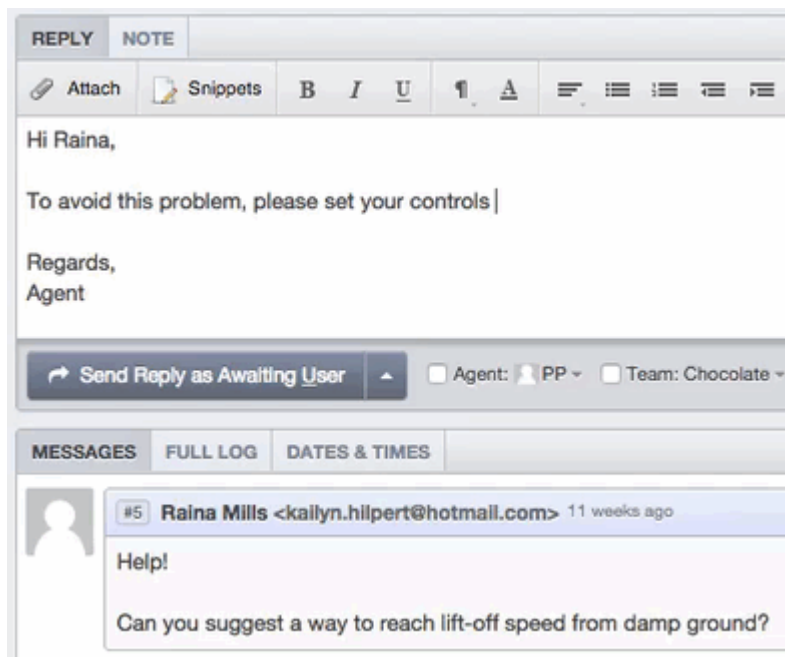 REPLY NOTE
Attach Snippets B I U ¶ A
Hi Raina,
To avoid this problem, please set your controls
Regards,
Agent
Send Reply as Awaiting User Agent: PP Team: Chocolate
MESSAGES FULL LOG DATES & TIMES
#5 Raina Mills <kailyn.hilpert@hotmail.com> 11 weeks ago
Help!
Can you suggest a way to reach lift-off speed from damp ground?